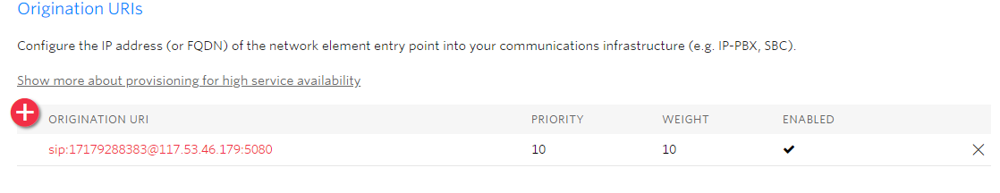 Origination URIs
Configure the IP address (or FQDN) of the network element entry point into your communications infrastructure (e.g. IP-PBX, SBC).
Show more about provisioning for high service availability
ORIGINATION URI PRIORITY WEIGHT ENABLED
sip:17179288383@117.53.46.179:5080 10 10